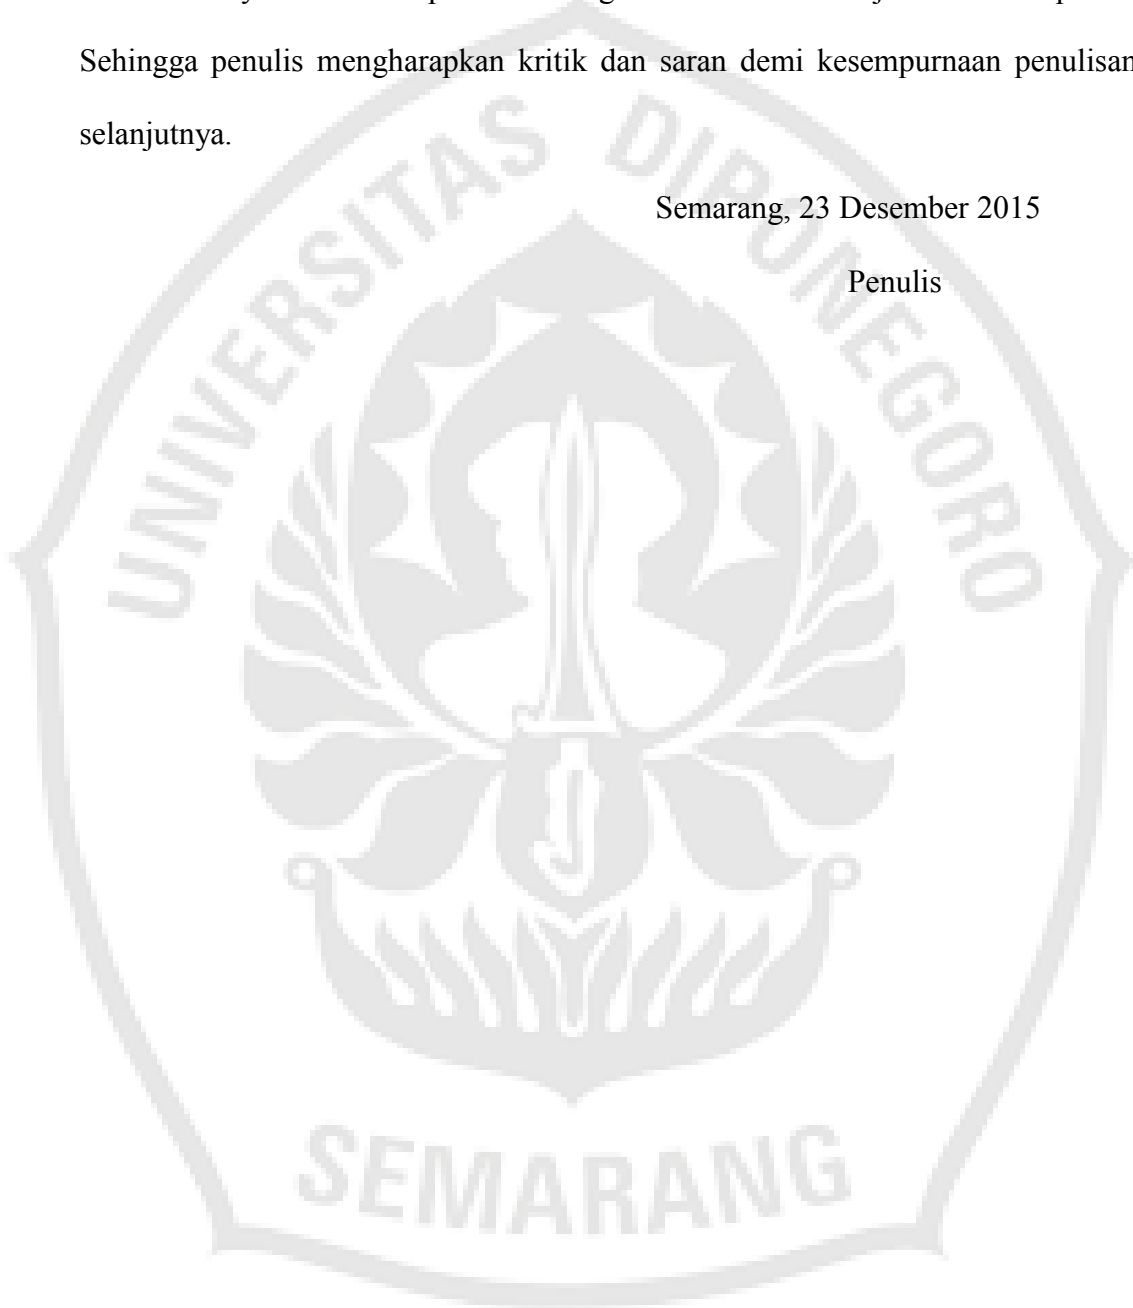 Sehingga penulis mengharapkan kritik dan saran demi kesempurnaan penulisan
selanjutnya.
Semarang, 23 Desember 2015
Penulis
UNIVERSITAS DIPONEGORO
SEMARANG